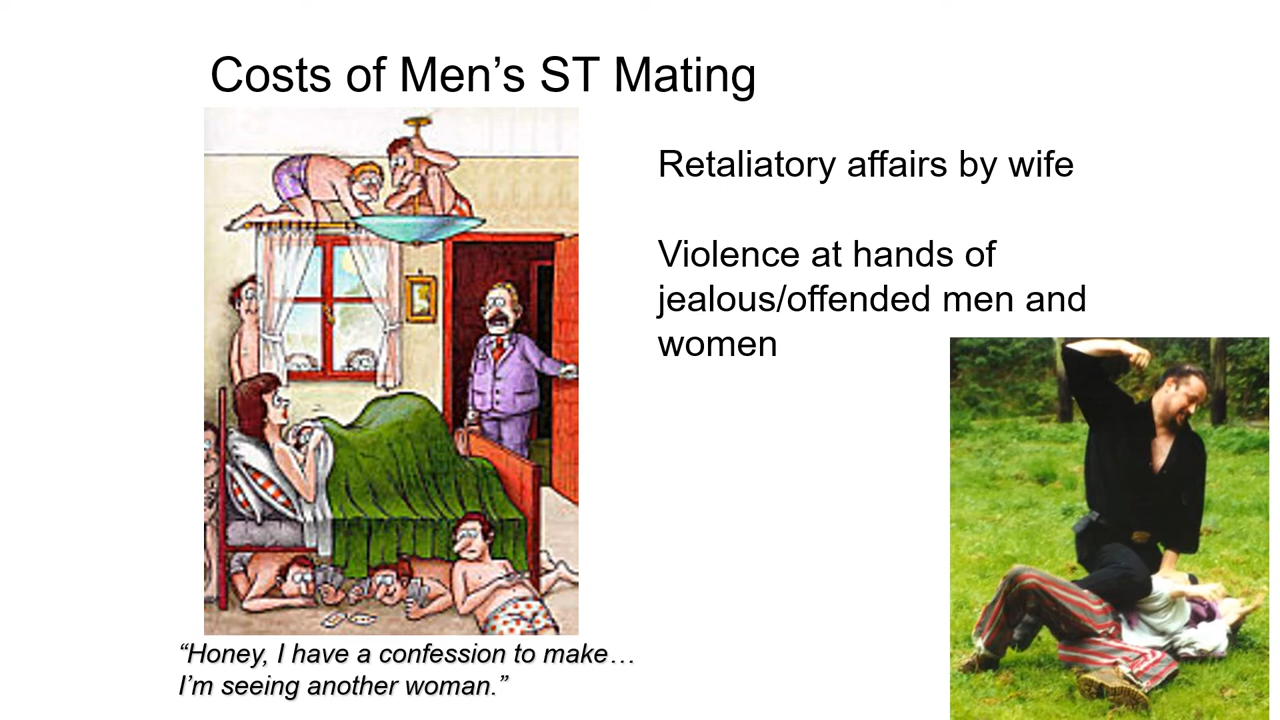 Costs of Men’s ST Mating
Retaliatory affairs by wife
Violence at hands of
jealous/offended men and
women
“Honey, I have a confession to make…
I’m seeing another woman.”